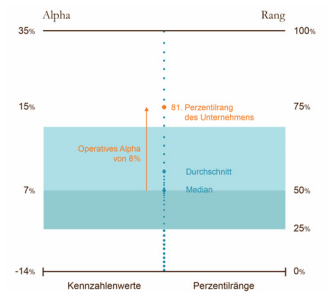 Alpha Rang
35% 100%
15% 81. Perzentilrang 75%
des Unternehmens
Operatives Alpha
von 8%
Durchschnitt
7% Median 50%
25%
-14% 0%
Kennzahlenwerte Perzentilränge